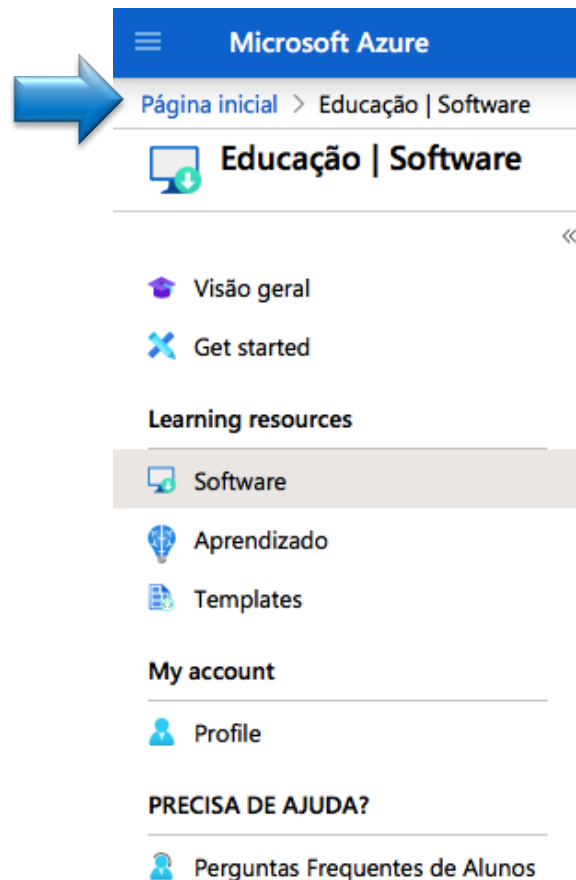 Microsoft Azure
Página inicial > Educação | Software
Educação | Software
«
Visão geral
Get started
Learning resources
Software
Aprendizado
Templates
My account
Profile
PRECISA DE AJUDA?
Perguntas Frequentes de Alunos